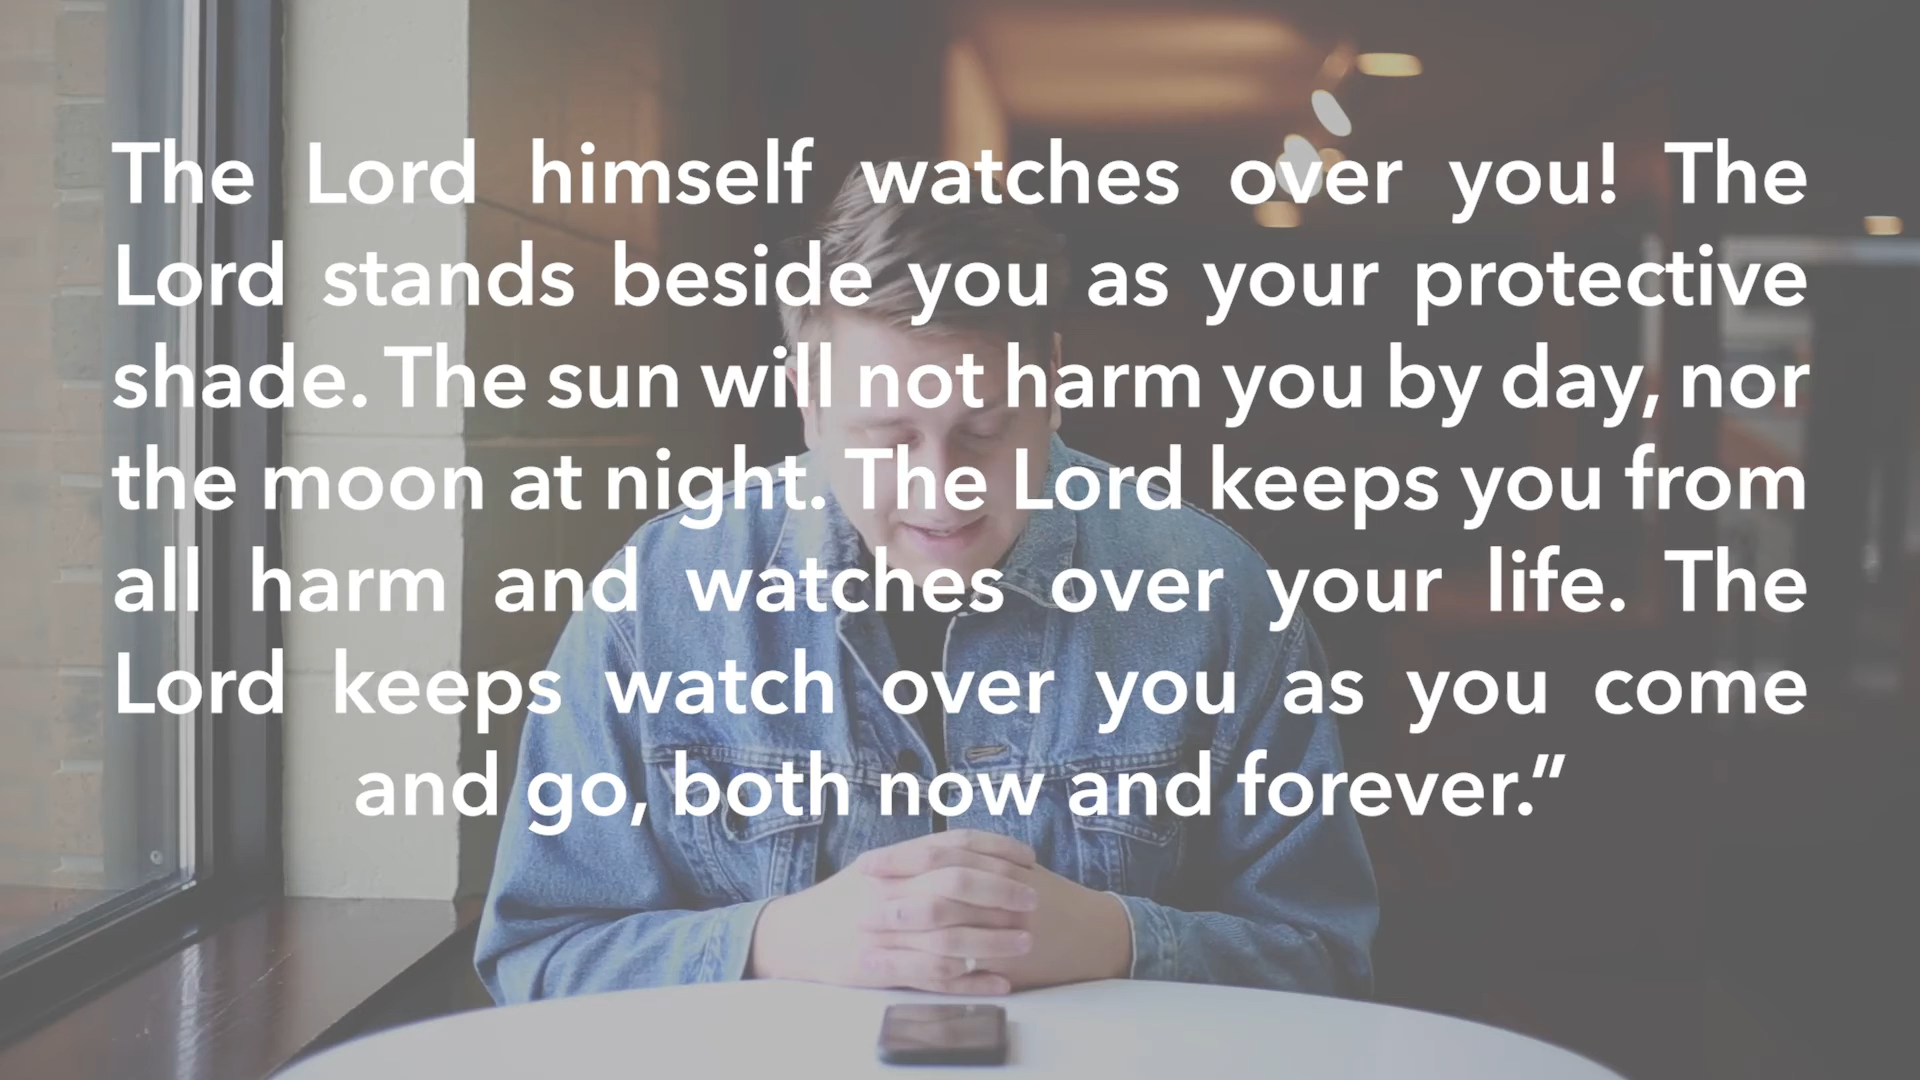 The Lord himself watches over you! The
Lord stands beside you as your protective
shade. The sun will not harm you by day, nor
the moon at night. The Lord keeps you from
all harm and watches over your life. The
Lord keeps watch over you as you come
and go, both now and forever.”